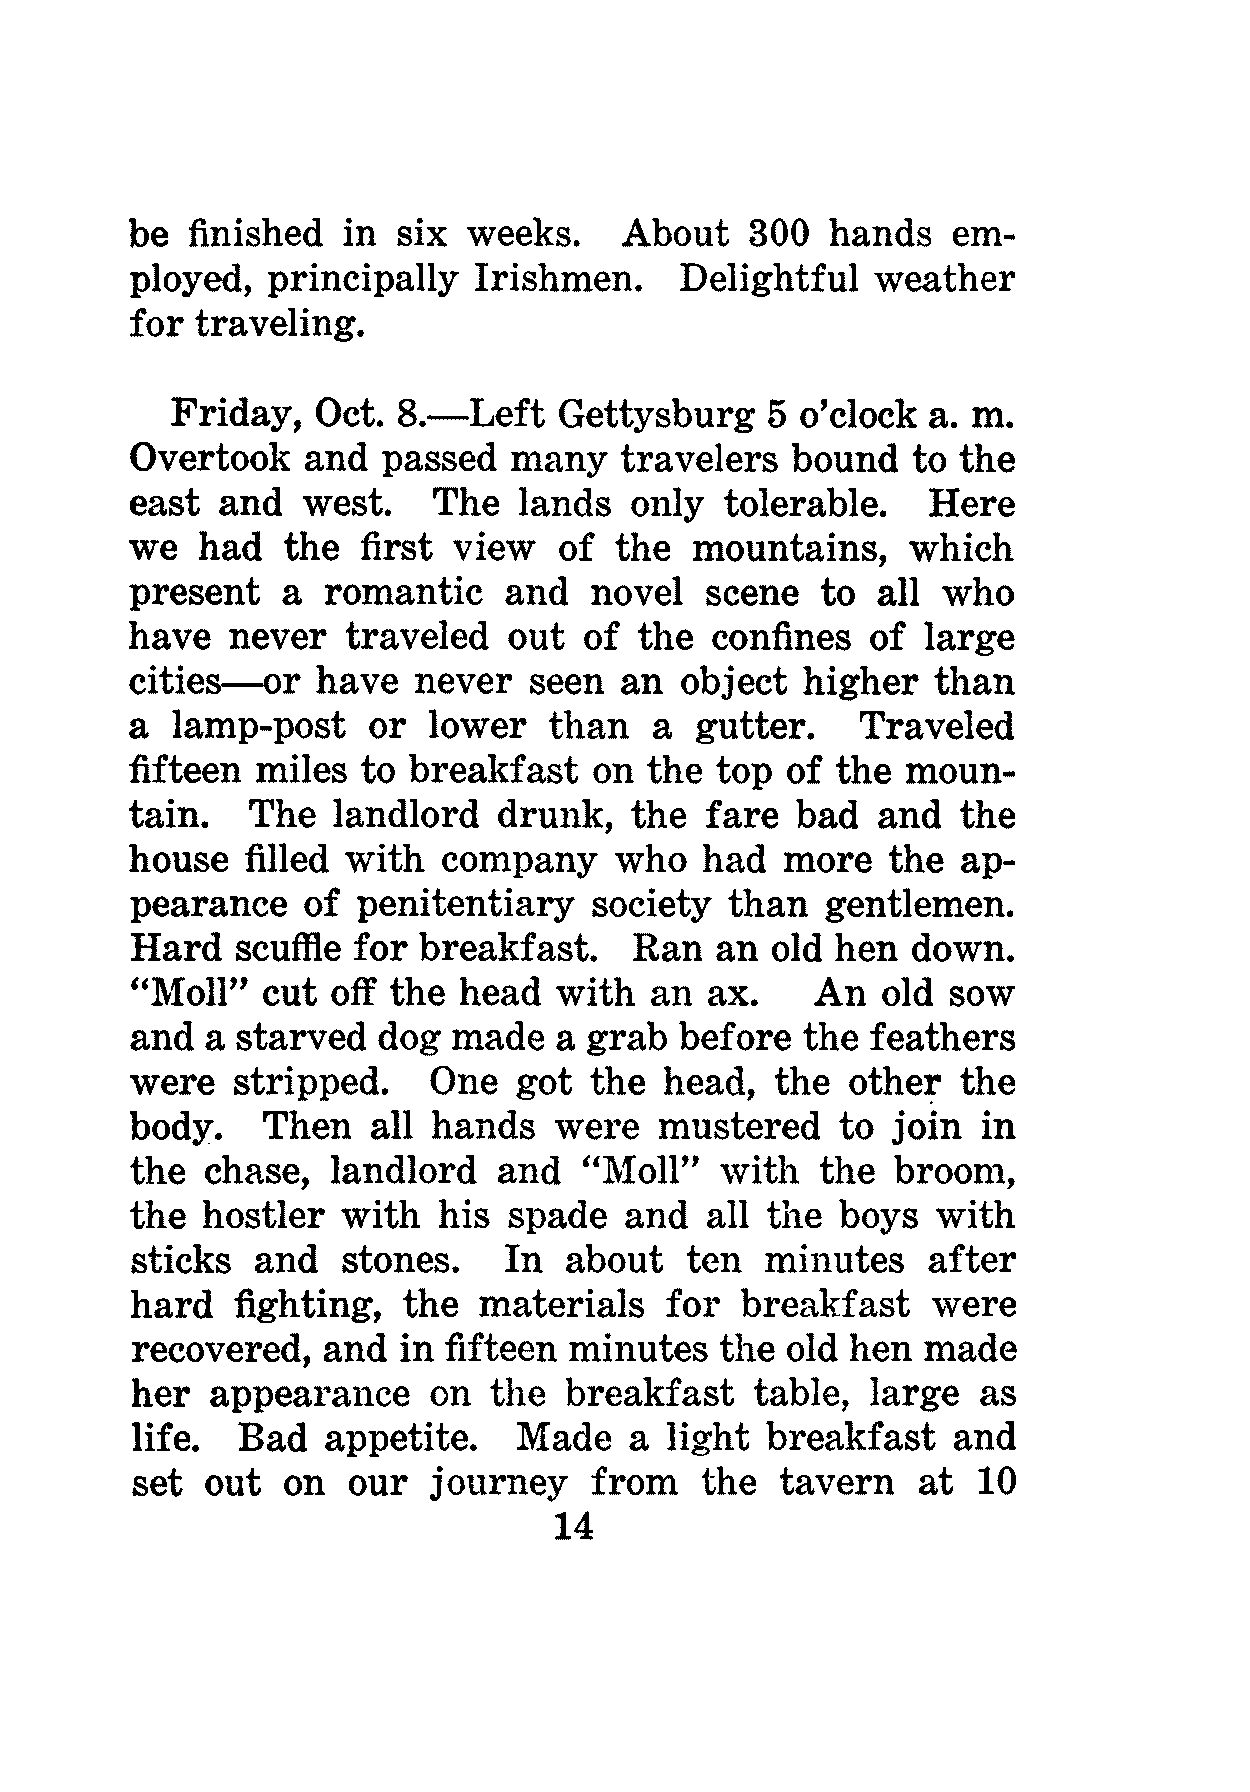 be finished in six weeks. About 300 hands em-
ployed, principally Irishmen. Delightful weather
for traveling.
Friday, Oct. 8.—Left Gettysburg 5 o'clock a. m.
Overtook and passed many travelers bound to the
east and west. The lands only tolerable. Here
we had the first view of the mountains, which
present a romantic and novel scene to all who
have never traveled out of the confines of large
cities—or have never seen an object higher than
a lamp-post or lower than a gutter. Traveled
fifteen miles to breakfast on the top of the moun-
tain. The landlord drunk, the fare bad and the
house filled with company who had more the ap-
pearance of penitentiary society than gentlemen.
Hard scuffle for breakfast. Ran an old hen down.
“Moll” cut off the head with an ax. An old sow
and a starved dog made a grab before the feathers
were stripped. One got the head, the other the
body. Then all hands were mustered to join in
the chase, landlord and “Moll” with the broom,
the hostler with his spade and all the boys with
sticks and stones. In about ten minutes after
hard fighting, the materials for breakfast were
recovered, and in fifteen minutes the old hen made
her appearance on the breakfast table, large as
life. Bad appetite. Made a light breakfast and
set out on our journey from the tavern at 10
14